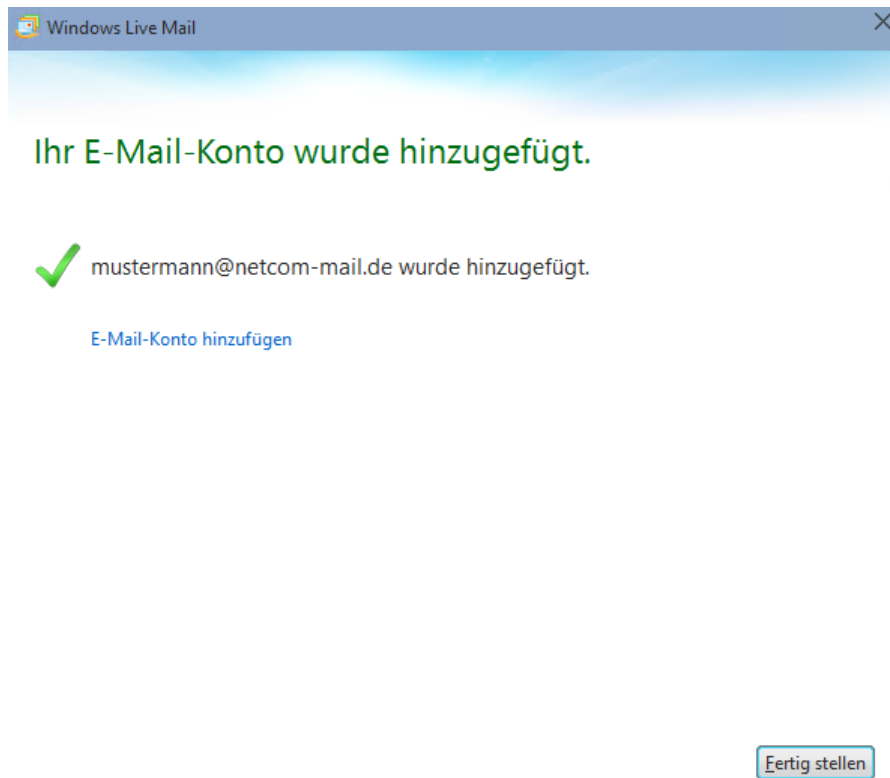 Windows Live Mail
Ihr E-Mail-Konto wurde hinzugefügt.
mustermann@netcom-mail.de wurde hinzugefügt.
E-Mail-Konto hinzufügen
Fertig stellen